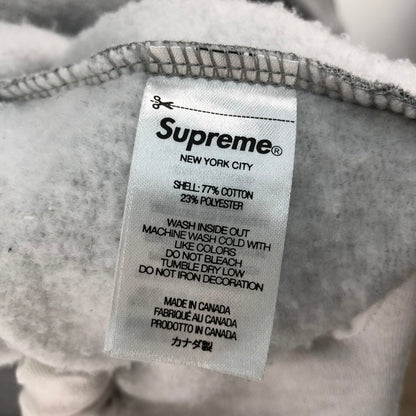 Supreme®
NEW YORK CITY
SHELL: 77% COTTON
23% POLYESTER
WASH INSIDE OUT
MACHINE WASH COLD WITH
LIKE COLORS
DO NOT BLEACH
TUMBLE DRY LOW
DO NOT IRON DECORATION
MADE IN CANADA
FABRIQUÉ AU CANADA
PRODOTTO IN CANADA
カナダ製